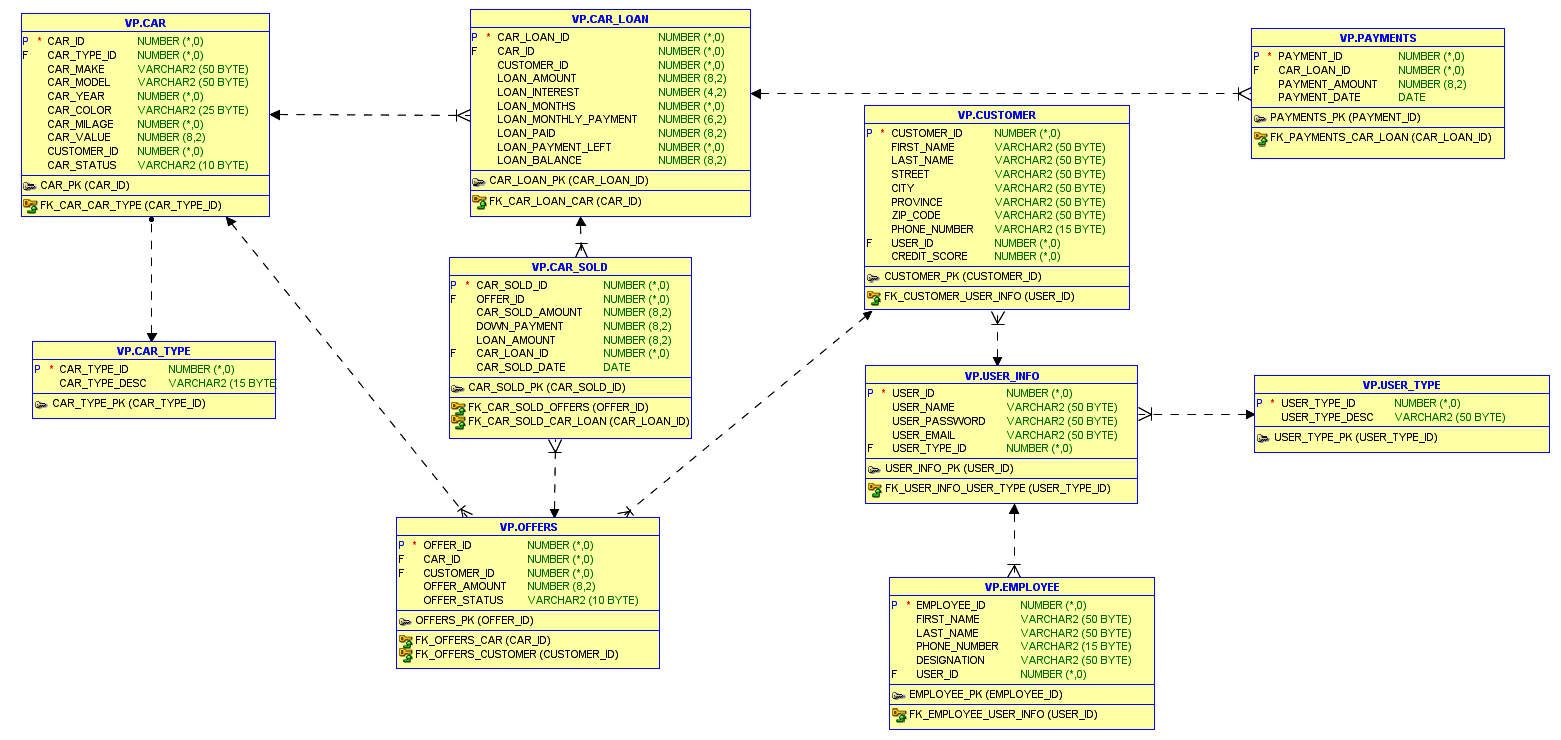 VP.CAR
P * CAR_ID NUMBER (*,0)
F CAR_TYPE_ID NUMBER (*,0)
CAR_MAKE VARCHAR2 (50 BYTE)
CAR_MODEL VARCHAR2 (50 BYTE)
CAR_YEAR NUMBER (*,0)
CAR_COLOR VARCHAR2 (25 BYTE)
CAR_MILAGE NUMBER (*,0)
CAR_VALUE NUMBER (8,2)
CUSTOMER_ID NUMBER (*,0)
CAR_STATUS VARCHAR2 (10 BYTE)
CAR_PK (CAR_ID)
FK_CAR_CAR_TYPE (CAR_TYPE_ID)
VP.CAR_LOAN
P * CAR_LOAN_ID NUMBER (*,0)
F CAR_ID NUMBER (*,0)
CUSTOMER_ID NUMBER (*,0)
LOAN_AMOUNT NUMBER (8,2)
LOAN_INTEREST NUMBER (4,2)
LOAN_MONTHS NUMBER (*,0)
LOAN_MONTHLY_PAYMENT NUMBER (6,2)
LOAN_PAID NUMBER (8,2)
LOAN_PAYMENT_LEFT NUMBER (*,0)
LOAN_BALANCE NUMBER (8,2)
CAR_LOAN_PK (CAR_LOAN_ID)
FK_CAR_LOAN_CAR (CAR_ID)
VP.PAYMENTS
P * PAYMENT_ID NUMBER (*,0)
F CAR_LOAN_ID NUMBER (*,0)
PAYMENT_AMOUNT NUMBER (8,2)
PAYMENT_DATE DATE
PAYMENTS_PK (PAYMENT_ID)
FK_PAYMENTS_CAR_LOAN (CAR_LOAN_ID)
VP.CUSTOMER
P * CUSTOMER_ID NUMBER (*,0)
FIRST_NAME VARCHAR2 (50 BYTE)
LAST_NAME VARCHAR2 (50 BYTE)
STREET VARCHAR2 (50 BYTE)
CITY VARCHAR2 (50 BYTE)
PROVINCE VARCHAR2 (50 BYTE)
ZIP_CODE VARCHAR2 (50 BYTE)
PHONE_NUMBER VARCHAR2 (15 BYTE)
F USER_ID NUMBER (*,0)
CREDIT_SCORE NUMBER (*,0)
CUSTOMER_PK (CUSTOMER_ID)
FK_CUSTOMER_USER_INFO (USER_ID)
VP.CAR_SOLD
P * CAR_SOLD_ID NUMBER (*,0)
F OFFER_ID NUMBER (*,0)
CAR_SOLD_AMOUNT NUMBER (8,2)
DOWN_PAYMENT NUMBER (8,2)
LOAN_AMOUNT NUMBER (8,2)
F CAR_LOAN_ID NUMBER (*,0)
CAR_SOLD_DATE DATE
CAR_SOLD_PK (CAR_SOLD_ID)
FK_CAR_SOLD_OFFERS (OFFER_ID)
FK_CAR_SOLD_CAR_LOAN (CAR_LOAN_ID)
VP.CAR_TYPE
P * CAR_TYPE_ID NUMBER (*,0)
CAR_TYPE_DESC VARCHAR2 (15 BYTE
CAR_TYPE_PK (CAR_TYPE_ID)
VP.USER_INFO
P * USER_ID NUMBER (*,0)
USER_NAME VARCHAR2 (50 BYTE)
USER_PASSWORD VARCHAR2 (50 BYTE)
USER_EMAIL VARCHAR2 (50 BYTE)
F USER_TYPE_ID NUMBER (*,0)
USER_INFO_PK (USER_ID)
FK_USER_INFO_USER_TYPE (USER_TYPE_ID)
VP.USER_TYPE
P * USER_TYPE_ID NUMBER (*,0)
USER_TYPE_DESC VARCHAR2 (50 BYTE)
USER_TYPE_PK (USER_TYPE_ID)
VP.OFFERS
P * OFFER_ID NUMBER (*,0)
F CAR_ID NUMBER (*,0)
F CUSTOMER_ID NUMBER (*,0)
OFFER_AMOUNT NUMBER (8,2)
OFFER_STATUS VARCHAR2 (10 BYTE)
OFFERS_PK (OFFER_ID)
FK_OFFERS_CAR (CAR_ID)
FK_OFFERS_CUSTOMER (CUSTOMER_ID)
VP.EMPLOYEE
P * EMPLOYEE_ID NUMBER (*,0)
FIRST_NAME VARCHAR2 (50 BYTE)
LAST_NAME VARCHAR2 (50 BYTE)
PHONE_NUMBER VARCHAR2 (15 BYTE)
DESIGNATION VARCHAR2 (50 BYTE)
F USER_ID NUMBER (*,0)
EMPLOYEE_PK (EMPLOYEE_ID)
FK_EMPLOYEE_USER_INFO (USER_ID)